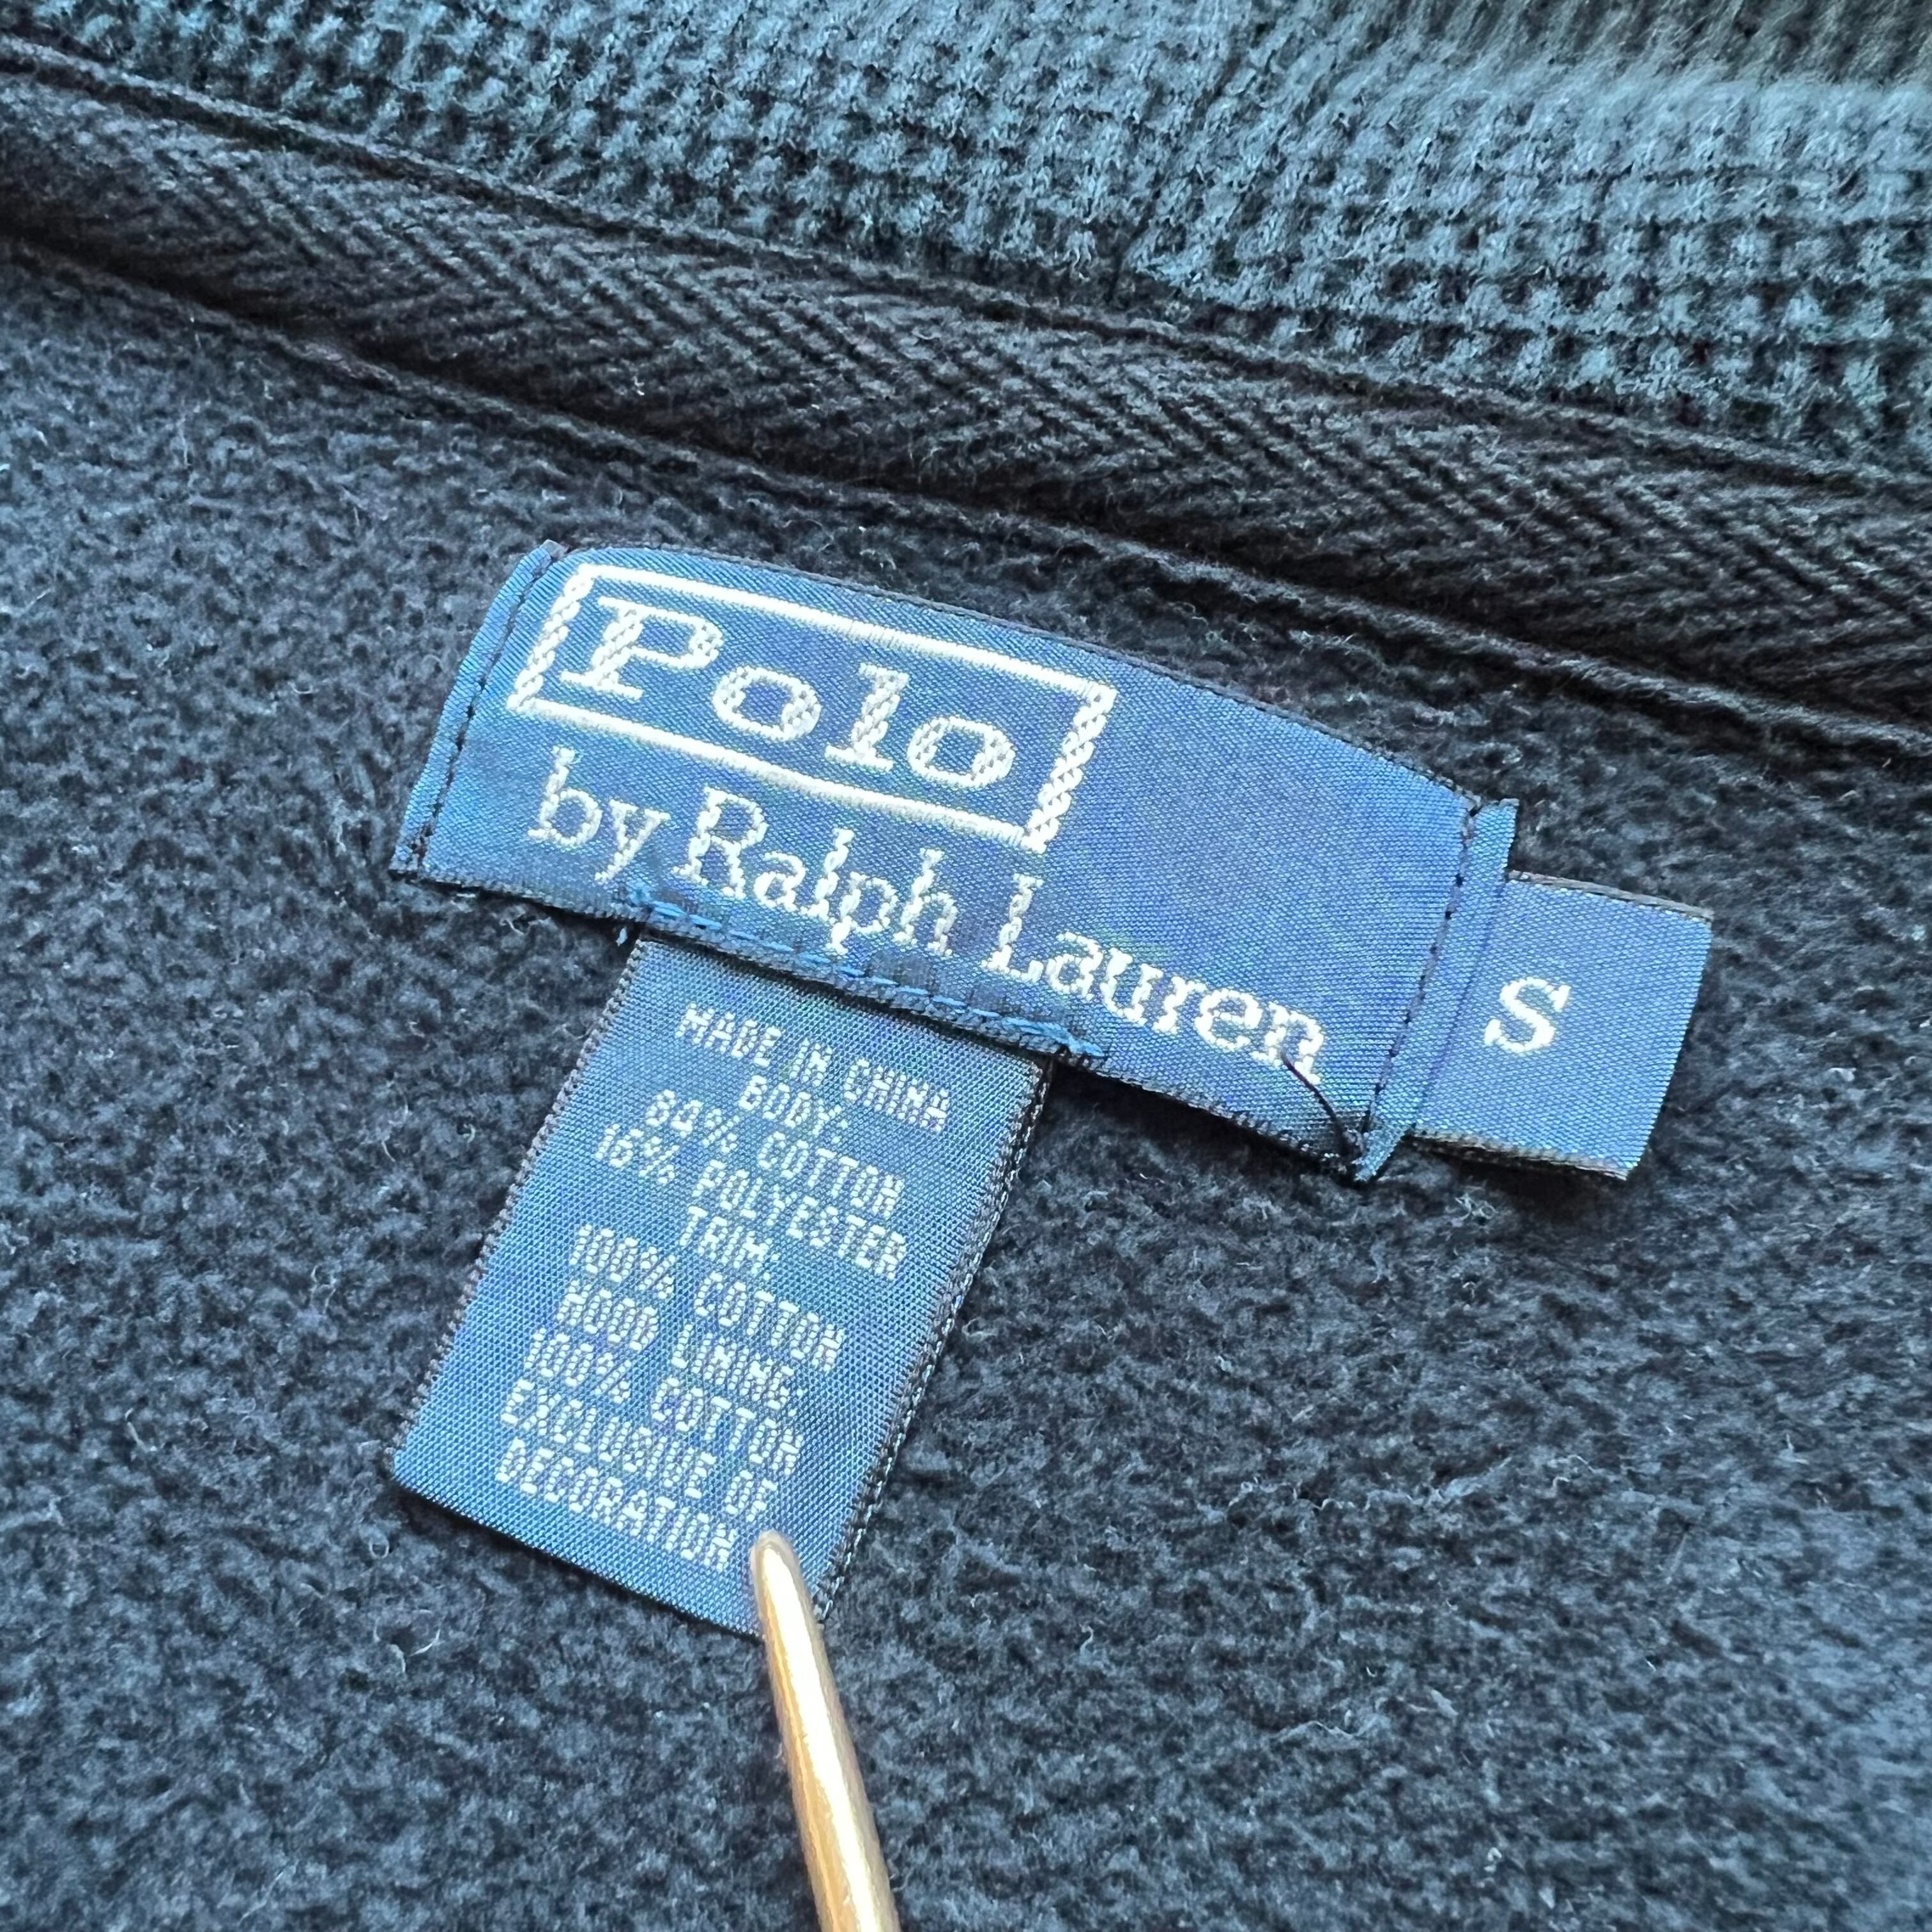 Polo
by Ralph Lauren
S
MADE IN CHINA
BODY:
84% COTTON
16% POLYESTER
TRIM:
100% COTTON
HOOD LINING:
100% COTTON
EXCLUSIVE OF
DECORATION